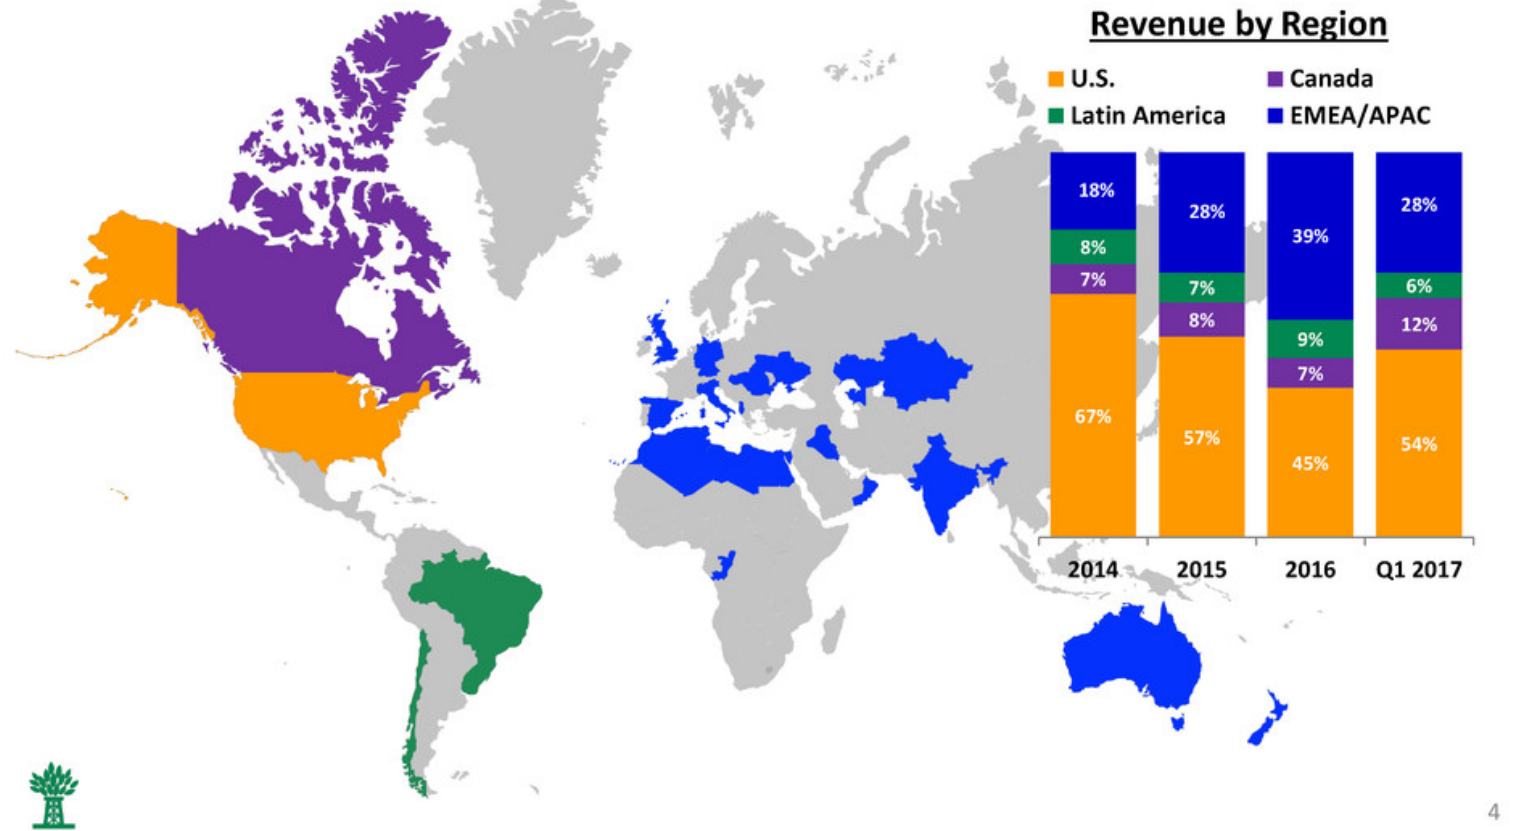 Revenue by Region
U.S. Canada
Latin America EMEA/APAC
18% 28% 39% 28%
8% 7% 9% 6%
7% 8% 7% 12%
67% 57% 45% 54%
2014 2015 2016 Q1 2017
4